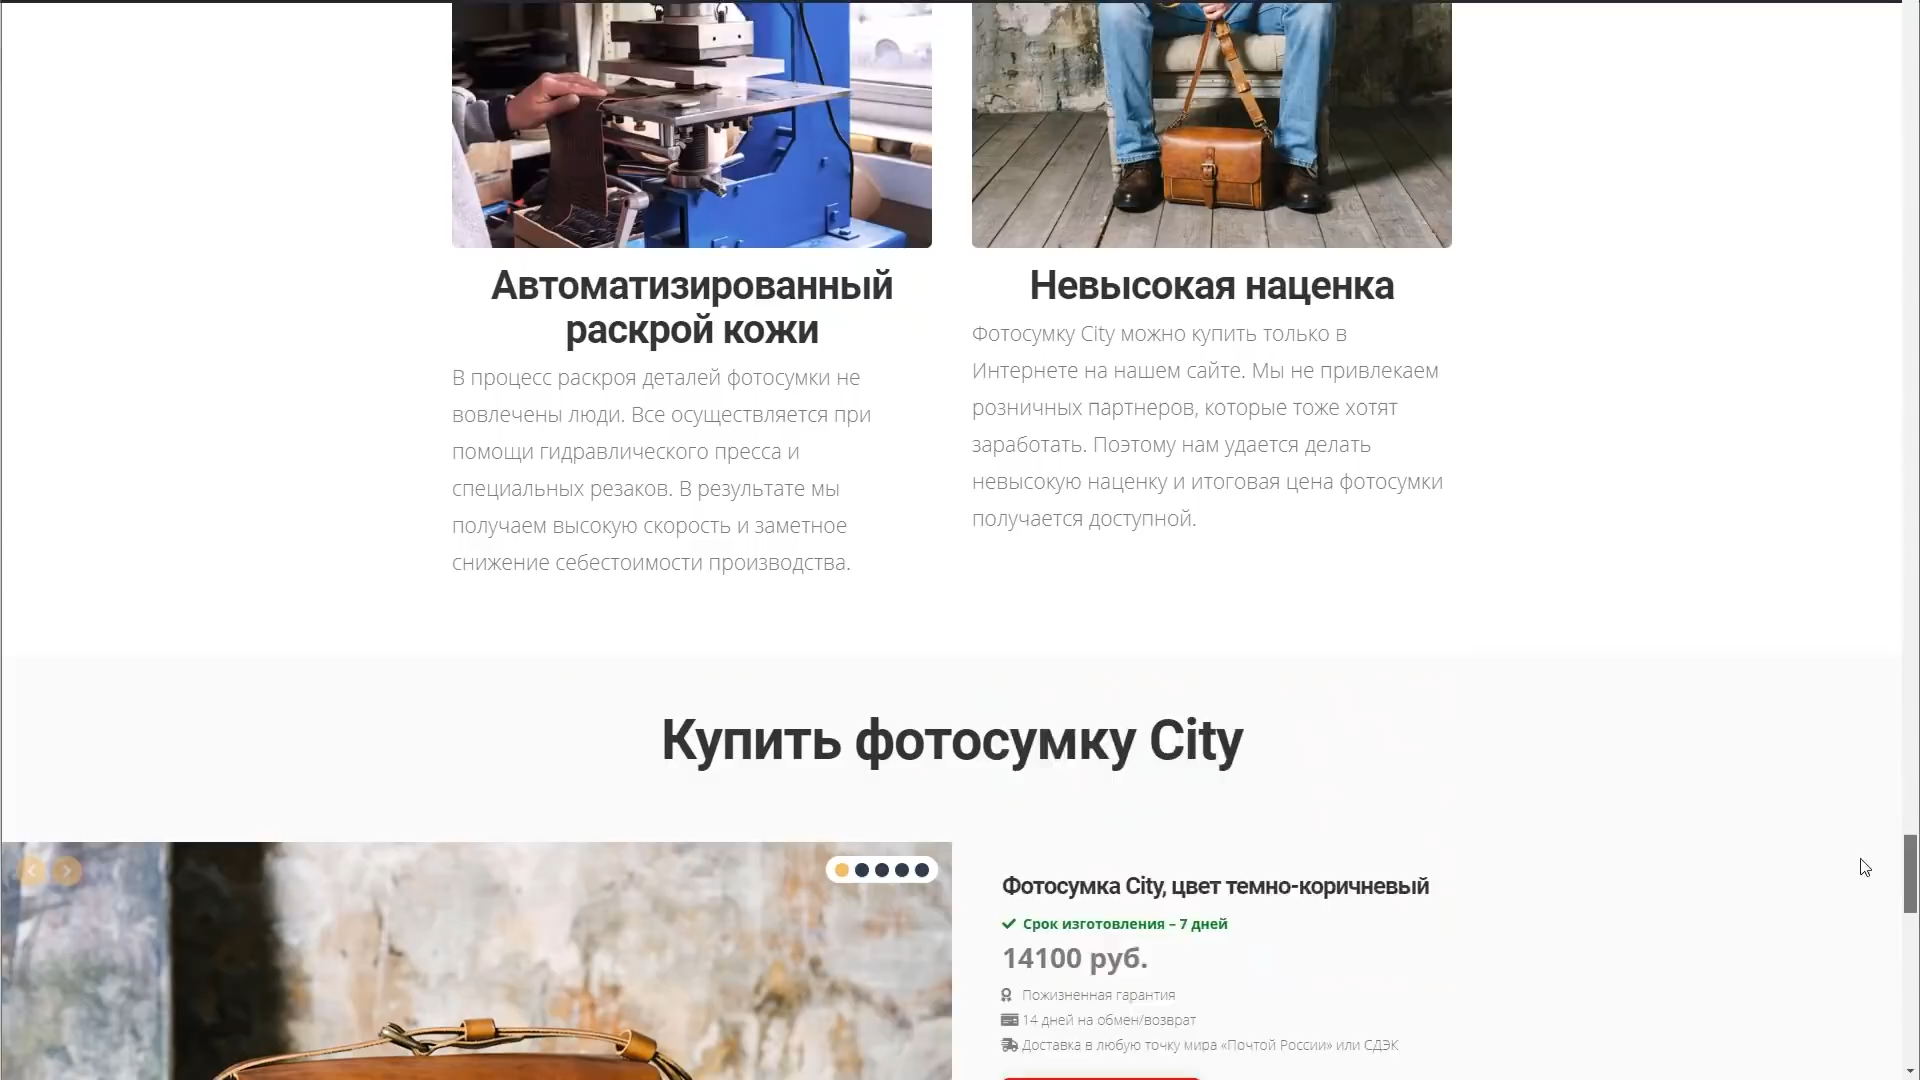 Автоматизированный
раскрой кожи
В процесс раскроя деталей фотосумки не
вовлечены люди. Все осуществляется при
помощи гидравлического пресса и
специальных резаков. В результате мы
получаем высокую скорость и заметное
снижение себестоимости производства.
Невысокая наценка
Фотосумку City можно купить только в
Интернете на нашем сайте. Мы не привлекаем
розничных партнеров, которые тоже хотят
заработать. Поэтому нам удается делать
невысокую наценку и итоговая цена фотосумки
получается доступной.
Купить фотосумку City
Фотосумка City, цвет темно-коричневый
Срок изготовления – 7 дней
14100 руб.
Пожизненная гарантия
14 дней на обмен/возврат
Доставка в любую точку мира «Почтой России» или СДЭК